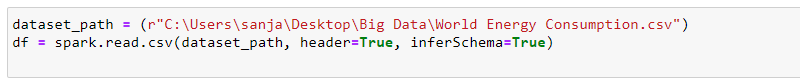 dataset_path = (r"C:\Users\sanja\Desktop\Big Data\World Energy Consumption.csv")
df = spark.read.csv(dataset_path, header=True, inferSchema=True)